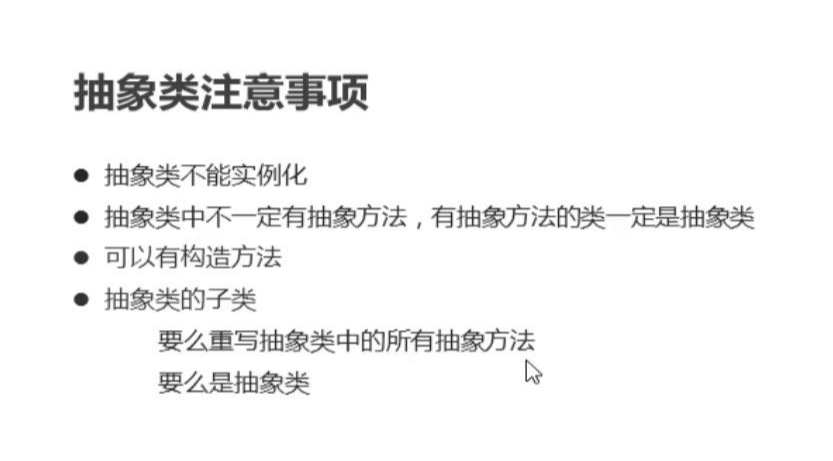 抽象类注意事项
● 抽象类不能实例化
● 抽象类中不一定有抽象方法，有抽象方法的类一定是抽象类
● 可以有构造方法
● 抽象类的子类
要么重写抽象类中的所有抽象方法
要么是抽象类